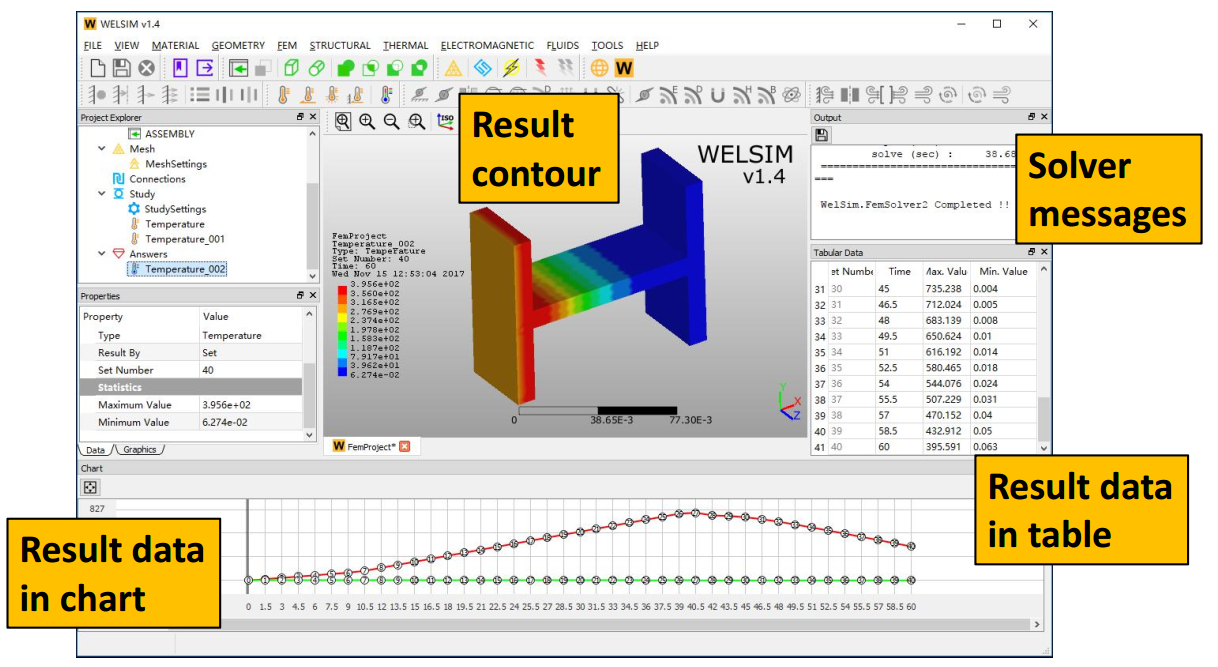 WELSIM v1.4
FILE VIEW MATERIAL GEOMETRY FEM STRUCTURAL THERMAL ELECTROMAGNETIC FLUIDS TOOLS HELP
Project Explorer
ASSEMBLY
Mesh
MeshSettings
Connections
Study
StudySettings
Temperature
Temperature_001
Answers
Temperature_002
Properties
Property Value
Type Temperature
Result By Set
Set Number 40
Statistics
Maximum Value 3.956e+02
Minimum Value 6.274e-02
Data Graphics
ISO
Result
contour
WELSIM
v1.4
FemProject
Temperature_002
Type: Temperature
Set Number: 40
Time: 60
Wed Nov 15 12:53:04 2017
3.956e+02
3.560e+02
3.165e+02
2.769e+02
2.374e+02
1.978e+02
1.583e+02
1.187e+02
7.917e+01
3.962e+01
6.274e-02
0 38.65E-3 77.30E-3
Y
X
Z
FemProject*
Output
solve (sec) : 38.68
===
WelSim.FemSolver2 Completed !!
Solver
messages
Tabular Data
et Numbe Time Max. Valu Min. Value
31 30 45 735.238 0.004
32 31 46.5 712.024 0.005
33 32 48 683.139 0.008
34 33 49.5 650.624 0.01
35 34 51 616.192 0.014
36 35 52.5 580.465 0.018
37 36 54 544.076 0.024
38 37 55.5 507.229 0.031
39 38 57 470.152 0.04
40 39 58.5 432.912 0.05
41 40 60 395.591 0.063
Result data
in table
Chart
827
Result data
in chart
0 1.5 3 4.5 6 7.5 9 10.5 12 13.5 15 16.5 18 19.5 21 22.5 24 25.5 27 28.5 30 31.5 33 34.5 36 37.5 39 40.5 42 43.5 45 46.5 48 49.5 51 52.5 54 55.5 57 58.5 60